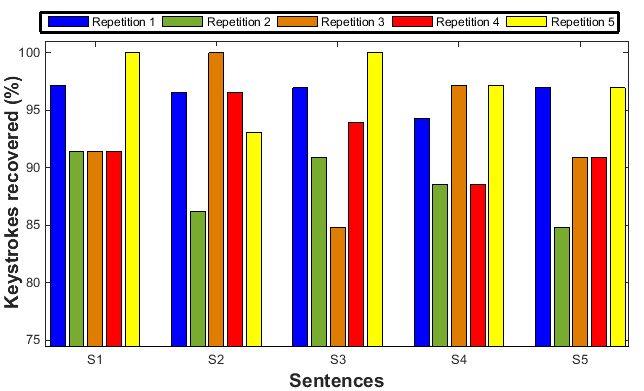 Repetition 1 Repetition 2 Repetition 3 Repetition 4 Repetition 5
Keystrokes recovered (%)
100
95
90
85
80
75
S1 S2 S3 S4 S5
Sentences